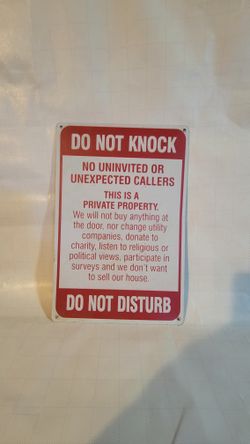 DO NOT KNOCK
NO UNINVITED OR
UNEXPECTED CALLERS
THIS IS A
PRIVATE PROPERTY.
We will not buy anything at
the door, nor change utility
companies, donate to
charity, listen to religious or
political views, participate in
surveys and we don't want
to sell our house.
DO NOT DISTURB